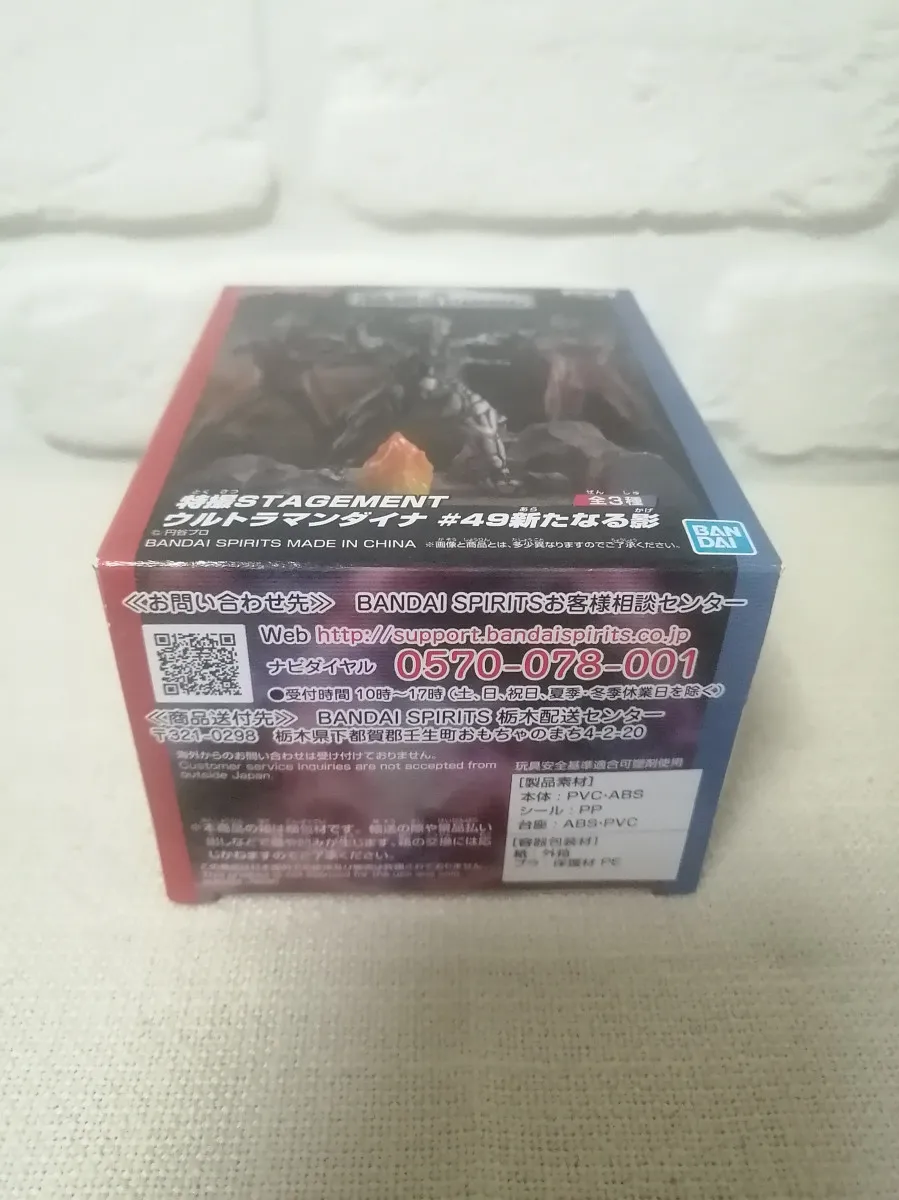 特撮STAGEMENT
全3種
ウルトラマンダイナ #49新たなる影
© 円谷プロ
BANDAI SPIRITS MADE IN CHINA ※画像と商品とは、多少異なりますのでご了承ください。
BANDAI
≪お問い合わせ先≫ BANDAI SPIRITSお客様相談センター
Web http://support.bandaispirits.co.jp
ナビダイヤル 0570-078-001
●受付時間 10時〜17時(土、日、祝日、夏季・冬季休業日を除く)
≪商品送付先≫ BANDAI SPIRITS 栃木配送センター
〒321-0298 栃木県下都賀郡壬生町おもちゃのまち4-2-20
海外からのお問い合わせは受け付けておりません。
Customer service inquiries are not accepted from
outside Japan.
玩具安全基準適合可塑剤使用
[製品素材]
本体:PVC・ABS
シール:PP
台座:ABS・PVC
[容器包装材]
紙 外箱
プラ 保護材 PE